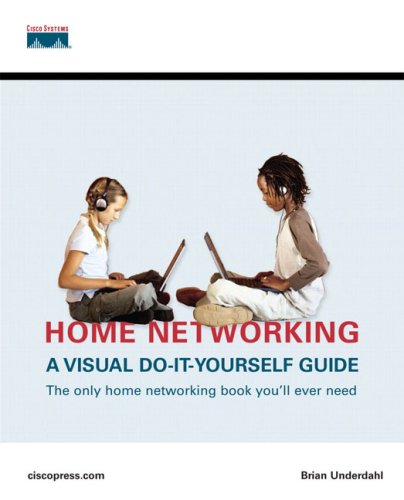 CISCO SYSTEMS
HOME NETWORKING
A VISUAL DO-IT-YOURSELF GUIDE
The only home networking book you'll ever need
ciscopress.com
Brian Underdahl